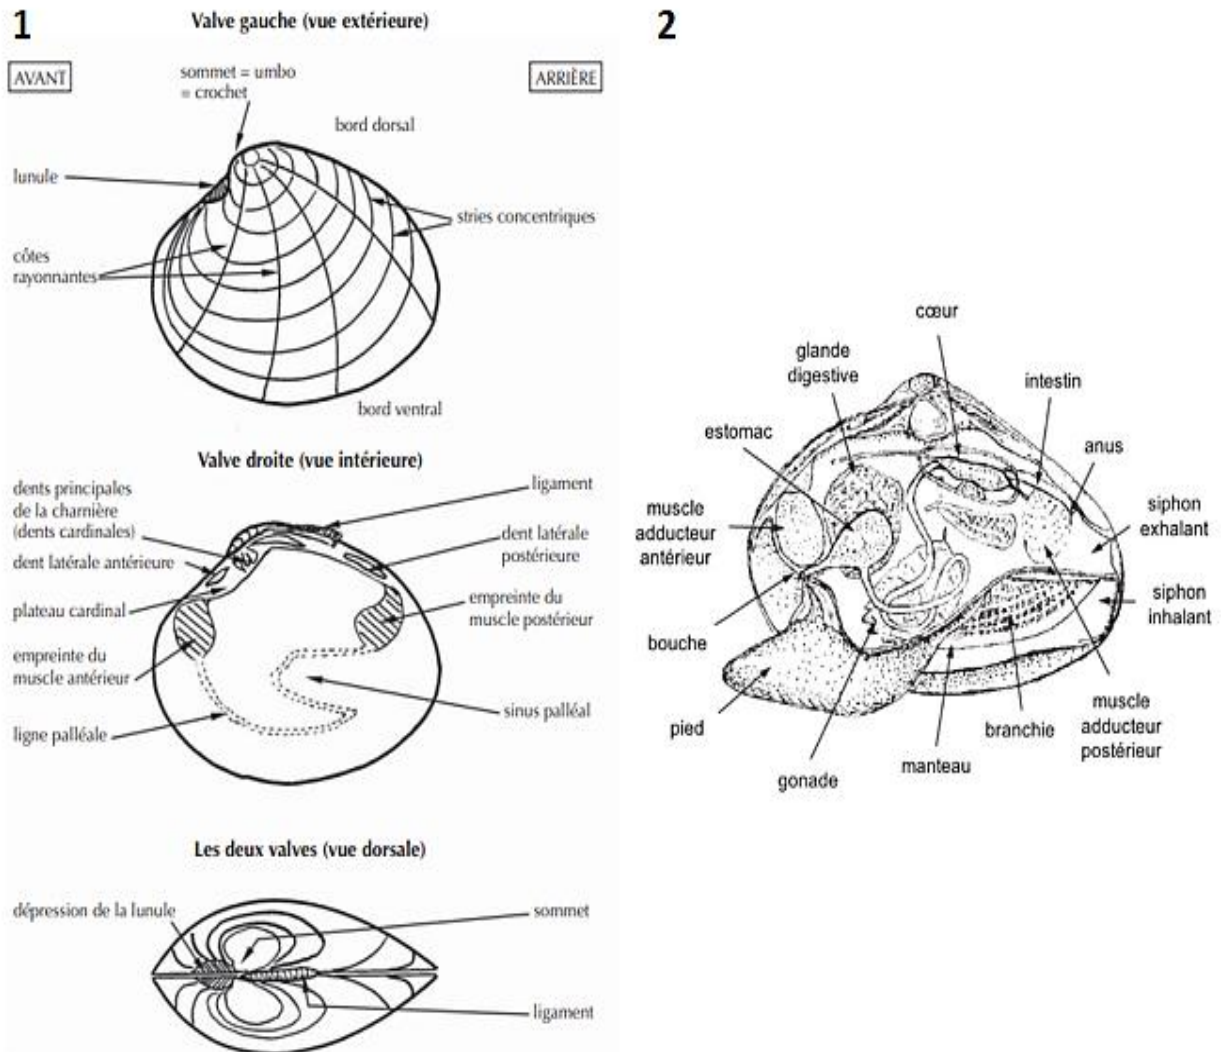 1
Valve gauche (vue extérieure)
AVANT
ARRIÈRE
sommet = umbo
= crochet
bord dorsal
lunule
stries concentriques
côtes
rayonnantes
bord ventral
Valve droite (vue intérieure)
dents principales
de la charnière
(dents cardinales)
ligament
dent latérale antérieure
dent latérale
postérieure
plateau cardinal
empreinte du
muscle postérieur
empreinte du
muscle antérieur
sinus palléal
ligne palléale
Les deux valves (vue dorsale)
dépression de la lunule
sommet
ligament
2
cœur
glande
digestive
intestin
estomac
anus
muscle
adducteur
antérieur
siphon
exhalant
siphon
inhalant
bouche
pied
muscle
adducteur
postérieur
branchie
manteau
gonade